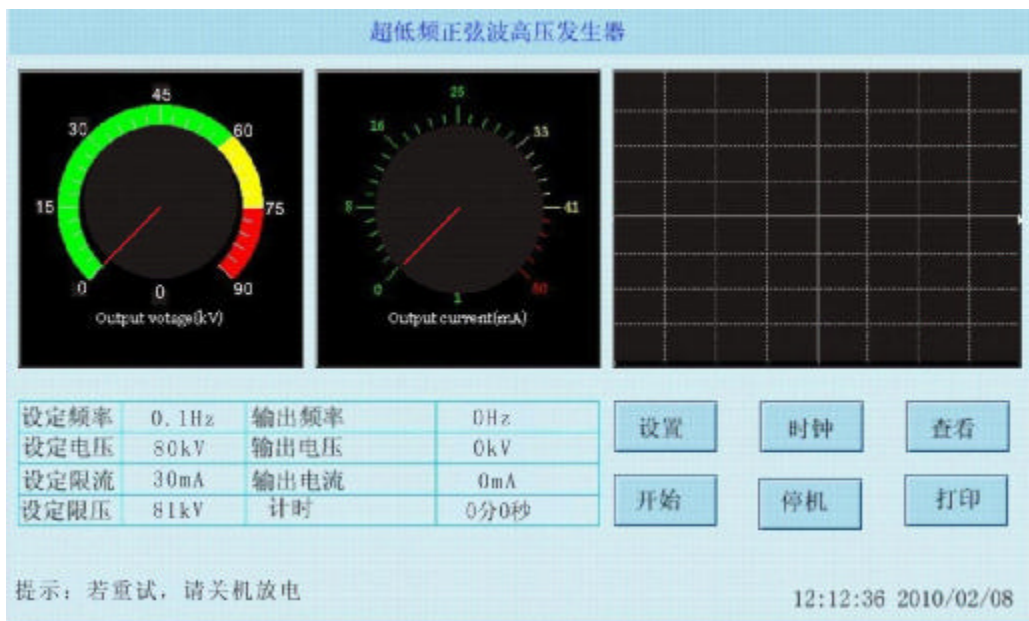 超低频正弦波高压发生器
45
30
60
15
75
0
0
90
Output votage(kV)
25
16
33
8
41
0
1
50
Output current(mA)
设定频率 0.1Hz 输出频率 0Hz
设定电压 80kV 输出电压 0kV
设定限流 30mA 输出电流 0mA
设定限压 81kV 计时 0分0秒
设置 时钟 查看
开始 停机 打印
提示：若重试，请关机放电
12:12:36 2010/02/08